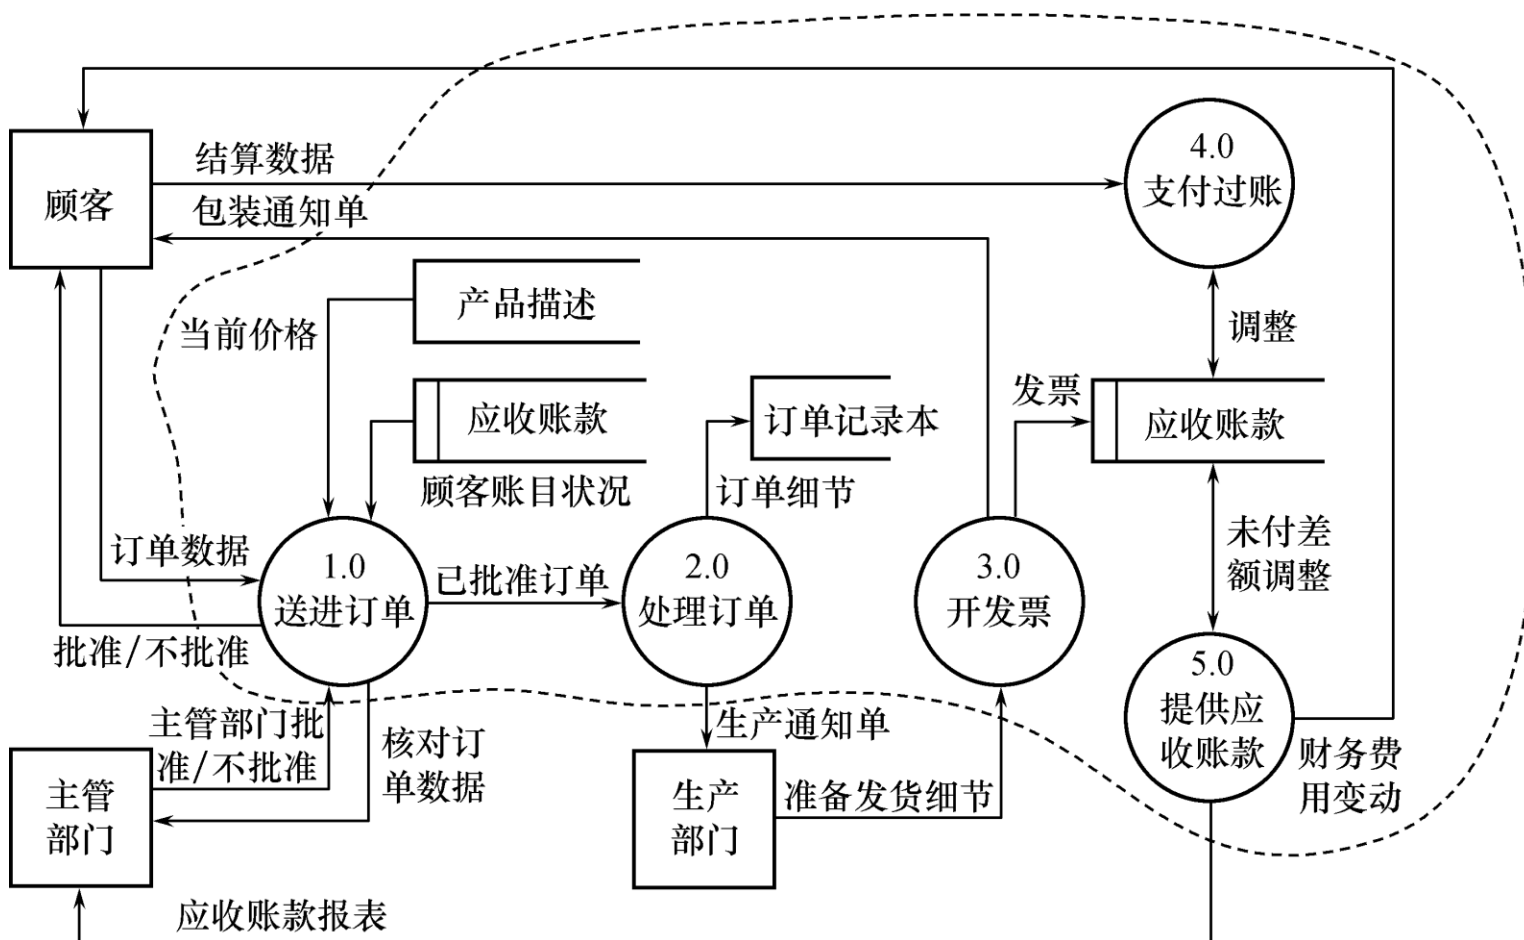 结算数据
4.0
支付过账
顾客
包装通知单
产品描述
当前价格
调整
发票
应收账款
订单记录本
应收账款
顾客账目状况
订单细节
未付差
额调整
订单数据
1.0
送进订单
已批准订单
2.0
处理订单
3.0
开发票
批准/不批准
5.0
提供应
收账款
主管部门批
准/不批准
核对订
单数据
生产通知单
财务费
用变动
主管
部门
生产
部门
准备发货细节
应收账款报表